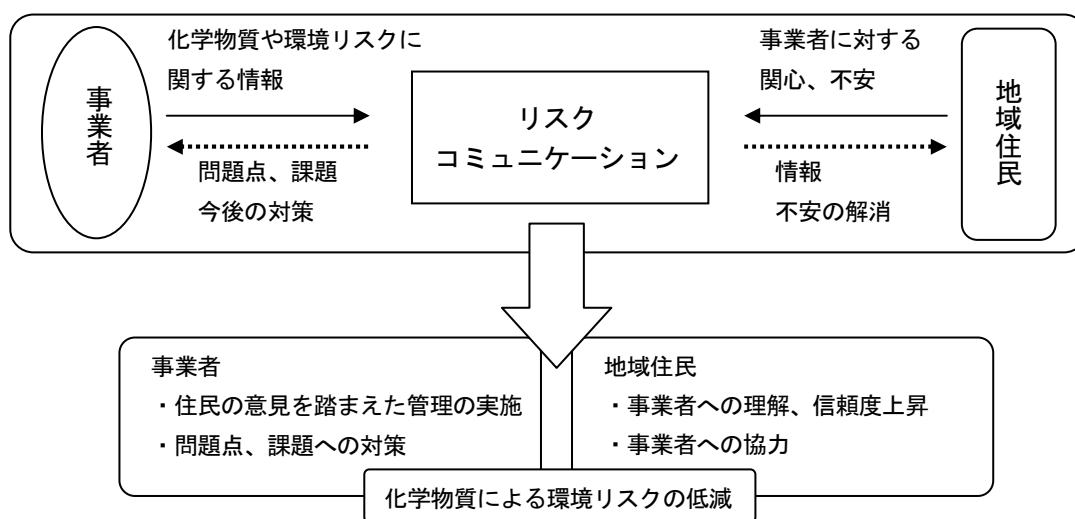 事業者
化学物質や環境リスクに
関する情報
問題点、課題
今後の対策
リスク
コミュニケーション
事業者に対する
関心、不安
情報
不安の解消
地域住民
事業者
・住民の意見を踏まえた管理の実施
・問題点、課題への対策
地域住民
・事業者への理解、信頼度上昇
・事業者への協力
化学物質による環境リスクの低減